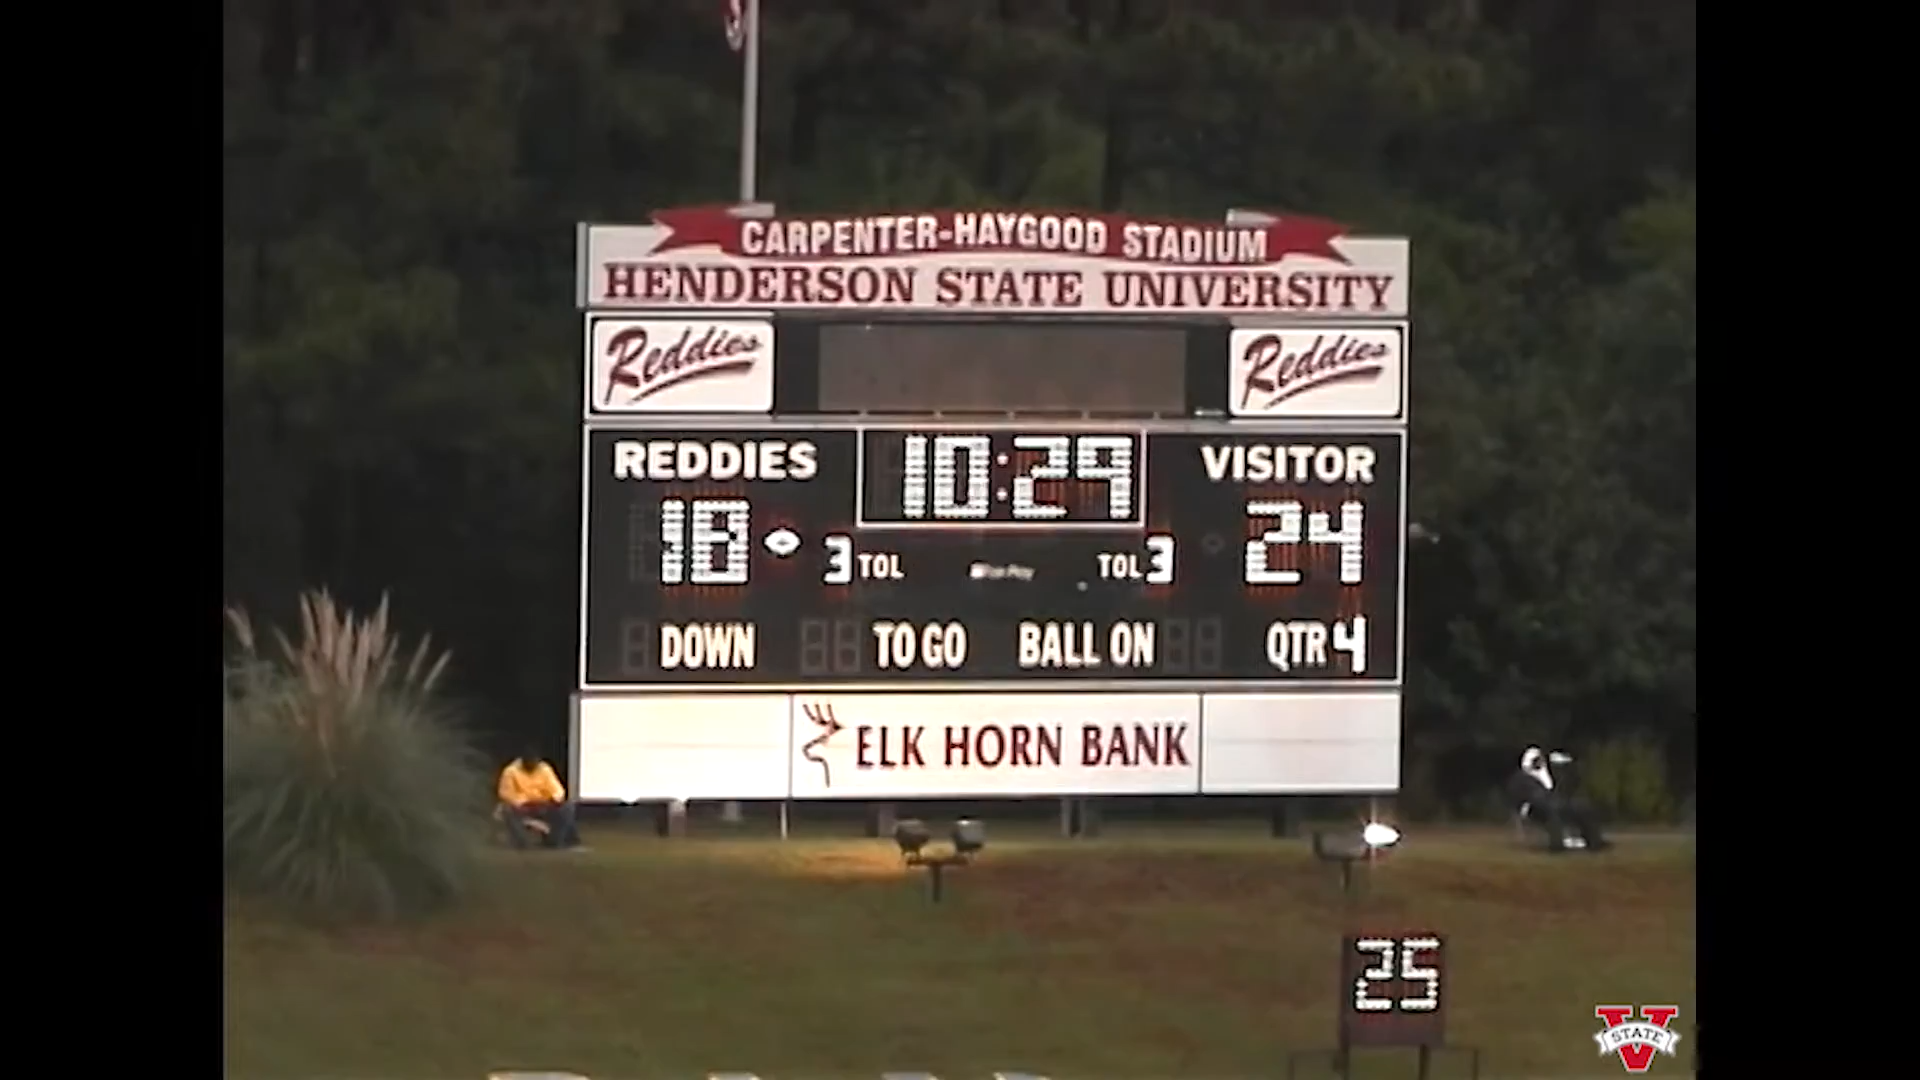 CARPENTER-HAYGOOD STADIUM
HENDERSON STATE UNIVERSITY
Reddies
Reddies
REDDIES 10:29 VISITOR
18 3 TOL TOL 3 24
DOWN TO GO BALL ON QTR 4
ELK HORN BANK
25
V STATE